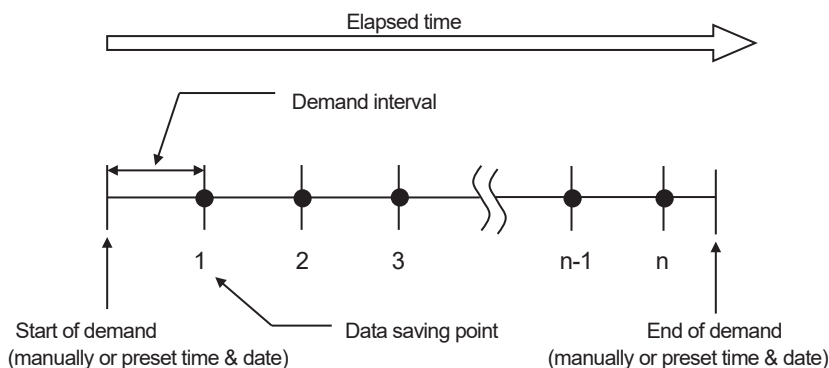 Elapsed time
Demand interval
1
2
3
n-1
n
Start of demand
(manually or preset time & date)
Data saving point
End of demand
(manually or preset time & date)